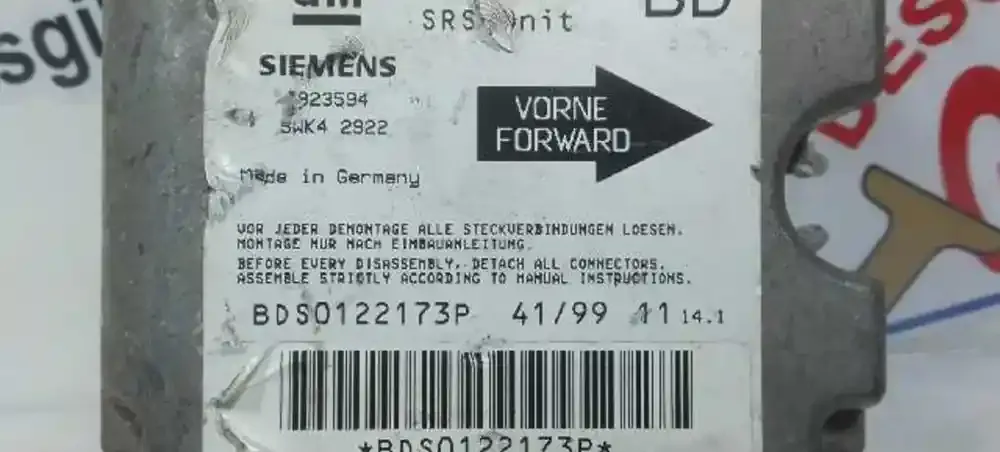 GM
SRS Unit
BD
SIEMENS
923594
5WK4 2922
VORNE
FORWARD
Made in Germany
VOR JEDER DEMONTAGE ALLE STECKVERBINDUNGEN LOESEN.
MONTAGE NUR NACH EINBAUANLEITUNG.
BEFORE EVERY DISASSEMBLY, DETACH ALL CONNECTORS.
ASSEMBLE STRICTLY ACCORDING TO MANUAL INSTRUCTIONS.
BDS0122173P 41/99 11 14.1
*BDS0122173P*